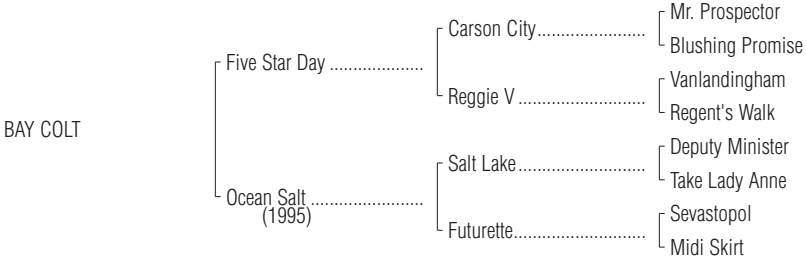 Mr. Prospector
Carson City........................
Blushing Promise
Five Star Day ....................
Vanlandingham
Reggie V ............................
Regent's Walk
BAY COLT
Deputy Minister
Salt Lake............................
Take Lady Anne
Ocean Salt ........................
(1995)
Sevastopol
Futurette.............................
Midi Skirt